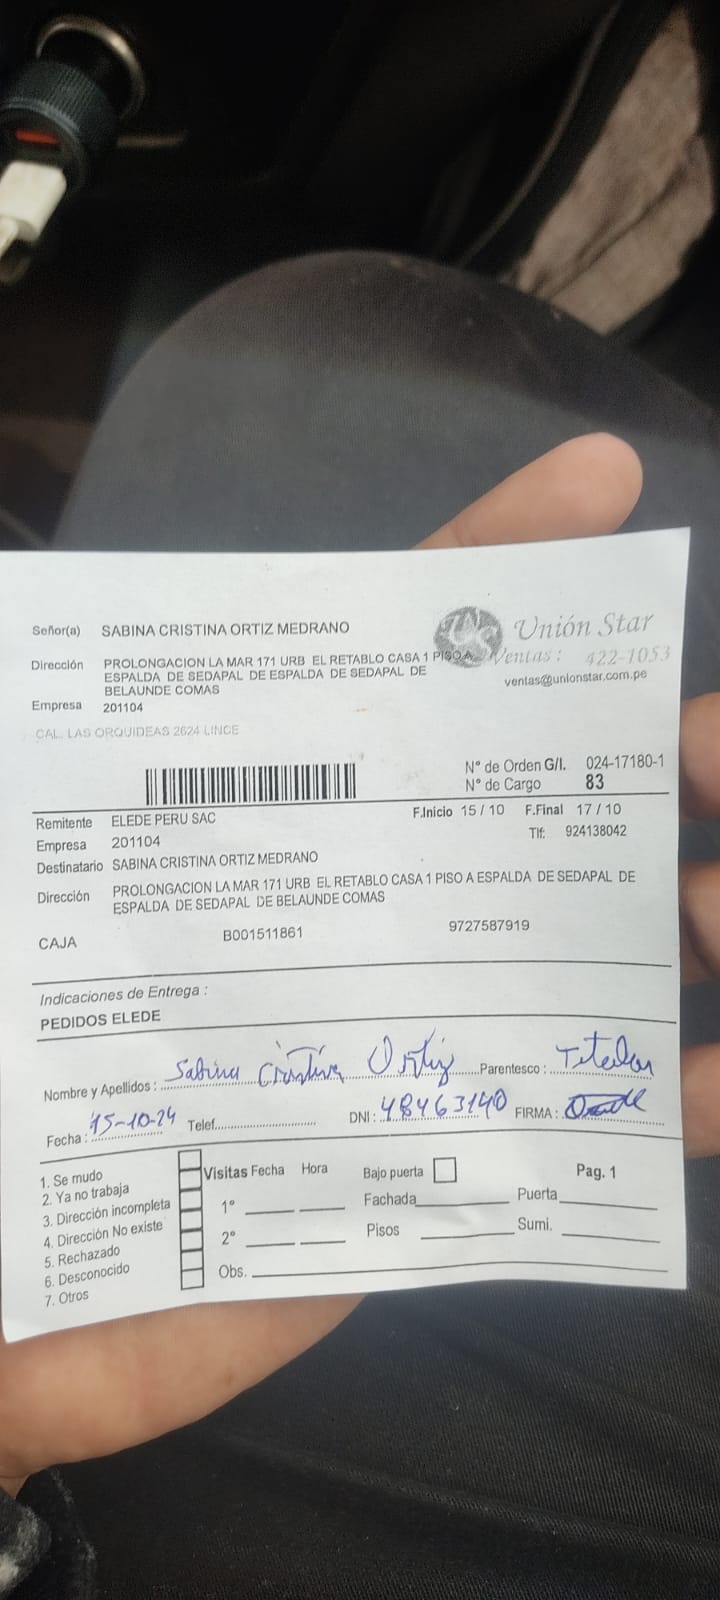 Señor(a) SABINA CRISTINA ORTIZ MEDRANO
Unión Star
Ventas: 422-1053
ventas@unionstar.com.pe
Dirección PROLONGACION LA MAR 171 URB EL RETABLO CASA 1 PISO A
ESPALDA DE SEDAPAL DE ESPALDA DE SEDAPAL DE
BELAUNDE COMAS
Empresa 201104
CAL. LAS ORQUIDEAS 2624 LINCE
N° de Orden G/I. 024-17180-1
N° de Cargo 83
Remitente ELEDE PERU SAC F.Inicio 15 / 10 F.Final 17 / 10
Empresa 201104 Tlf: 924138042
Destinatario SABINA CRISTINA ORTIZ MEDRANO
Dirección PROLONGACION LA MAR 171 URB EL RETABLO CASA 1 PISO A ESPALDA DE SEDAPAL DE
ESPALDA DE SEDAPAL DE BELAUNDE COMAS
CAJA B001511861 9727587919
Indicaciones de Entrega :
PEDIDOS ELEDE
Nombre y Apellidos : Sabina Cristina Ortiz Parentesco : Titular
Fecha : 15-10-24 Telef. DNI : 48463140 FIRMA :
1. Se mudo
2. Ya no trabaja
3. Dirección incompleta
4. Dirección No existe
5. Rechazado
6. Desconocido
7. Otros
Visitas Fecha Hora Bajo puerta Pag. 1
1° Fachada Puerta
2° Pisos Sumi.
Obs.